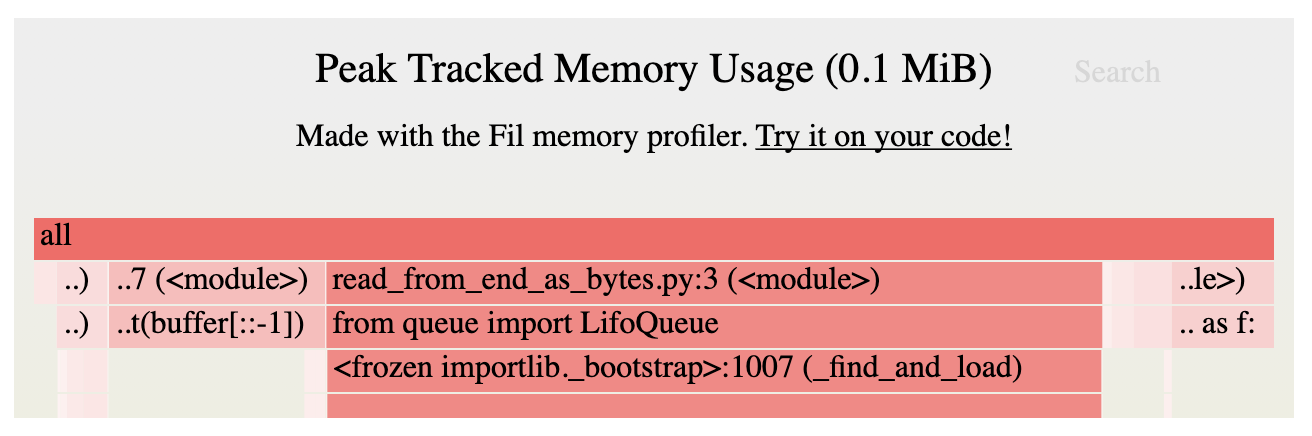 Peak Tracked Memory Usage (0.1 MiB)
Search
Made with the Fil memory profiler. Try it on your code!
all
..) ..7 (<module>) read_from_end_as_bytes.py:3 (<module>) ..le>)
..) ..t(buffer[::-1]) from queue import LifoQueue .. as f:
<frozen importlib._bootstrap>:1007 (_find_and_load)